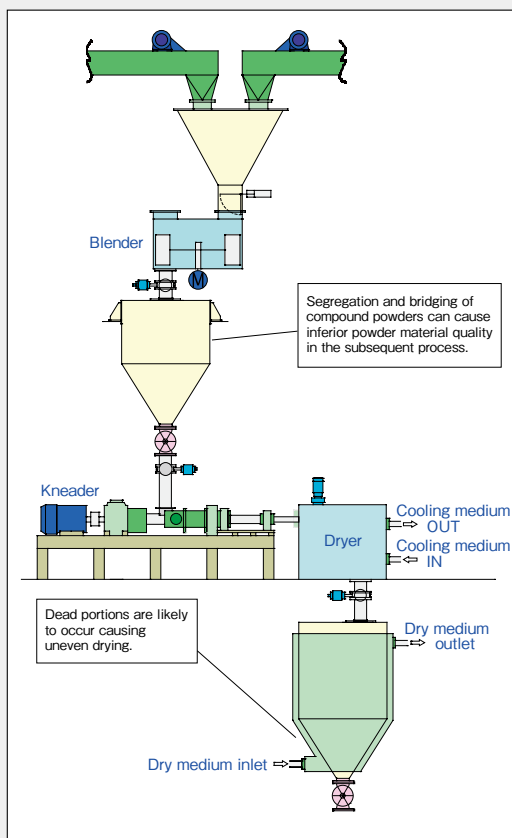 Blender
M
Segregation and bridging of
compound powders can cause
inferior powder material quality
in the subsequent process.
Kneader
Cooling medium
OUT
Dryer
Cooling medium
IN
Dead portions are likely
to occur causing
uneven drying.
Dry medium
outlet
Dry medium inlet